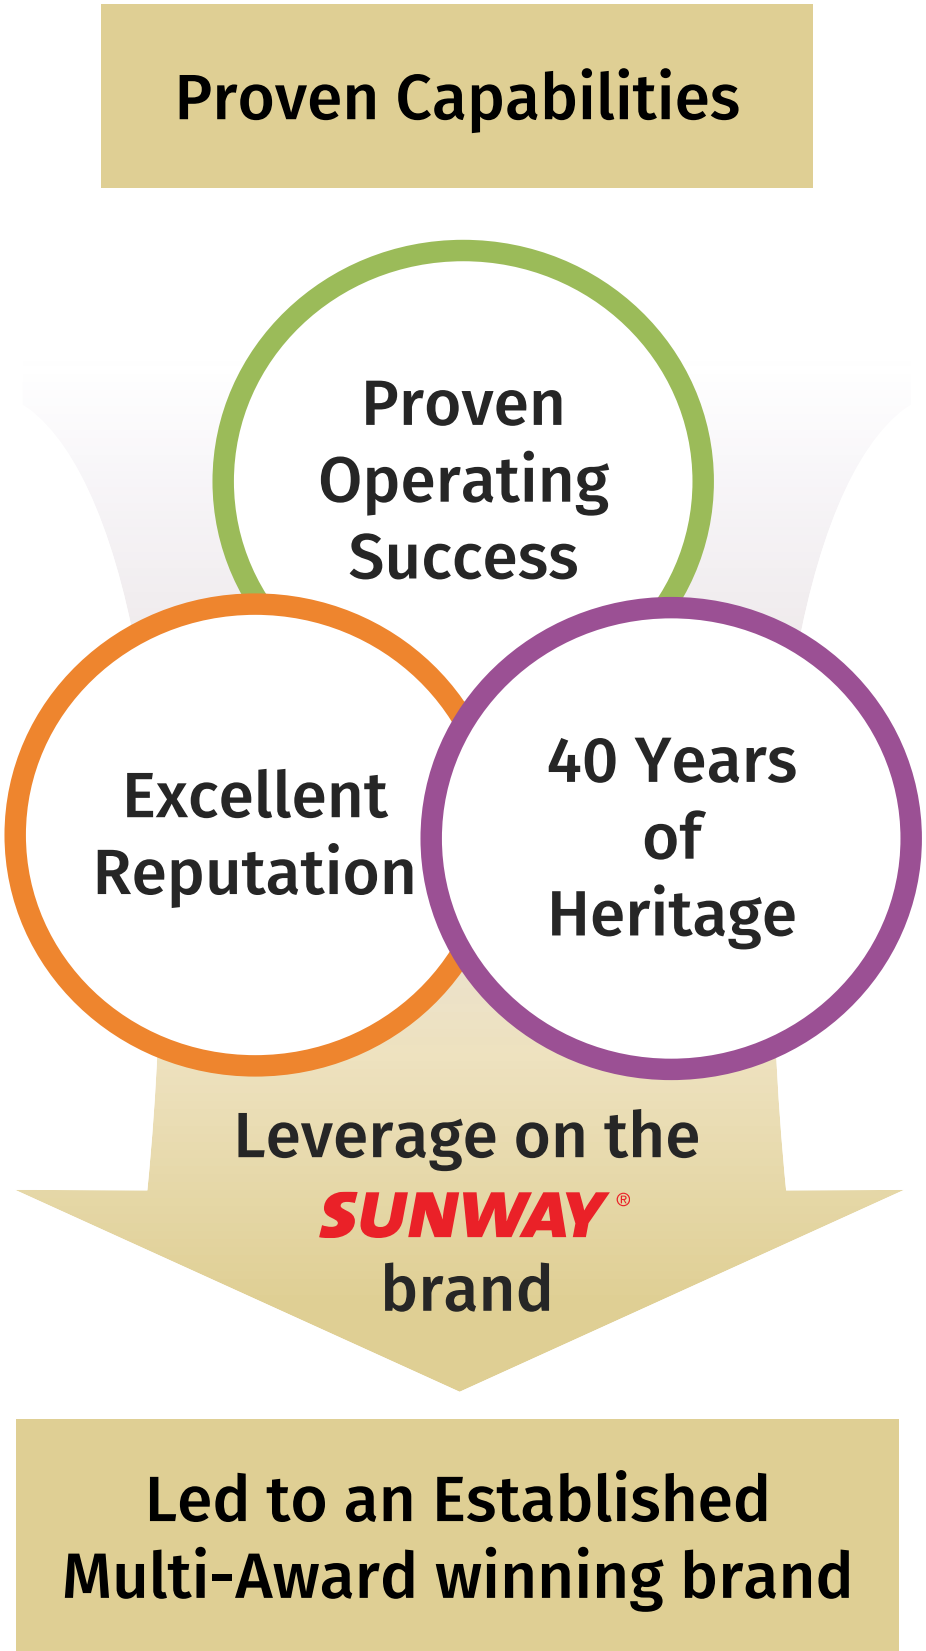 Proven Capabilities
Proven
Operating
Success
Excellent
Reputation
40 Years
of
Heritage
Leverage on the
SUNWAY®
brand
Led to an Established
Multi-Award winning brand